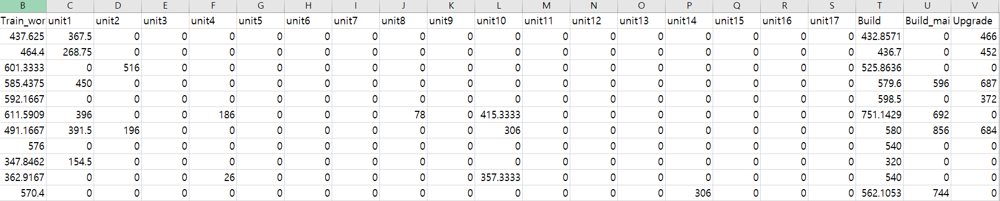 B C D E F G H I J K L M N O P Q R S T U V
Train_wor unit1 unit2 unit3 unit4 unit5 unit6 unit7 unit8 unit9 unit10 unit11 unit12 unit13 unit14 unit15 unit16 unit17 Build Build_mai Upgrade
437.625 367.5 0 0 0 0 0 0 0 0 0 0 0 0 0 0 0 0 432.8571 0 466
464.4 268.75 0 0 0 0 0 0 0 0 0 0 0 0 0 0 0 0 436.7 0 452
601.3333 0 516 0 0 0 0 0 0 0 0 0 0 0 0 0 0 0 525.8636 0 0
585.4375 450 0 0 0 0 0 0 0 0 0 0 0 0 0 0 0 0 579.6 596 687
592.1667 0 0 0 0 0 0 0 0 0 0 0 0 0 0 0 0 0 598.5 0 372
611.5909 396 0 0 186 0 0 0 78 0 415.3333 0 0 0 0 0 0 0 751.1429 692 0
491.1667 391.5 196 0 0 0 0 0 0 0 306 0 0 0 0 0 0 0 580 856 684
576 0 0 0 0 0 0 0 0 0 0 0 0 0 0 0 0 0 540 0 0
347.8462 154.5 0 0 0 0 0 0 0 0 0 0 0 0 0 0 0 0 320 0 0
362.9167 0 0 0 26 0 0 0 0 0 357.3333 0 0 0 0 0 0 0 540 0 0
570.4 0 0 0 0 0 0 0 0 0 0 0 0 0 306 0 0 0 562.1053 744 0